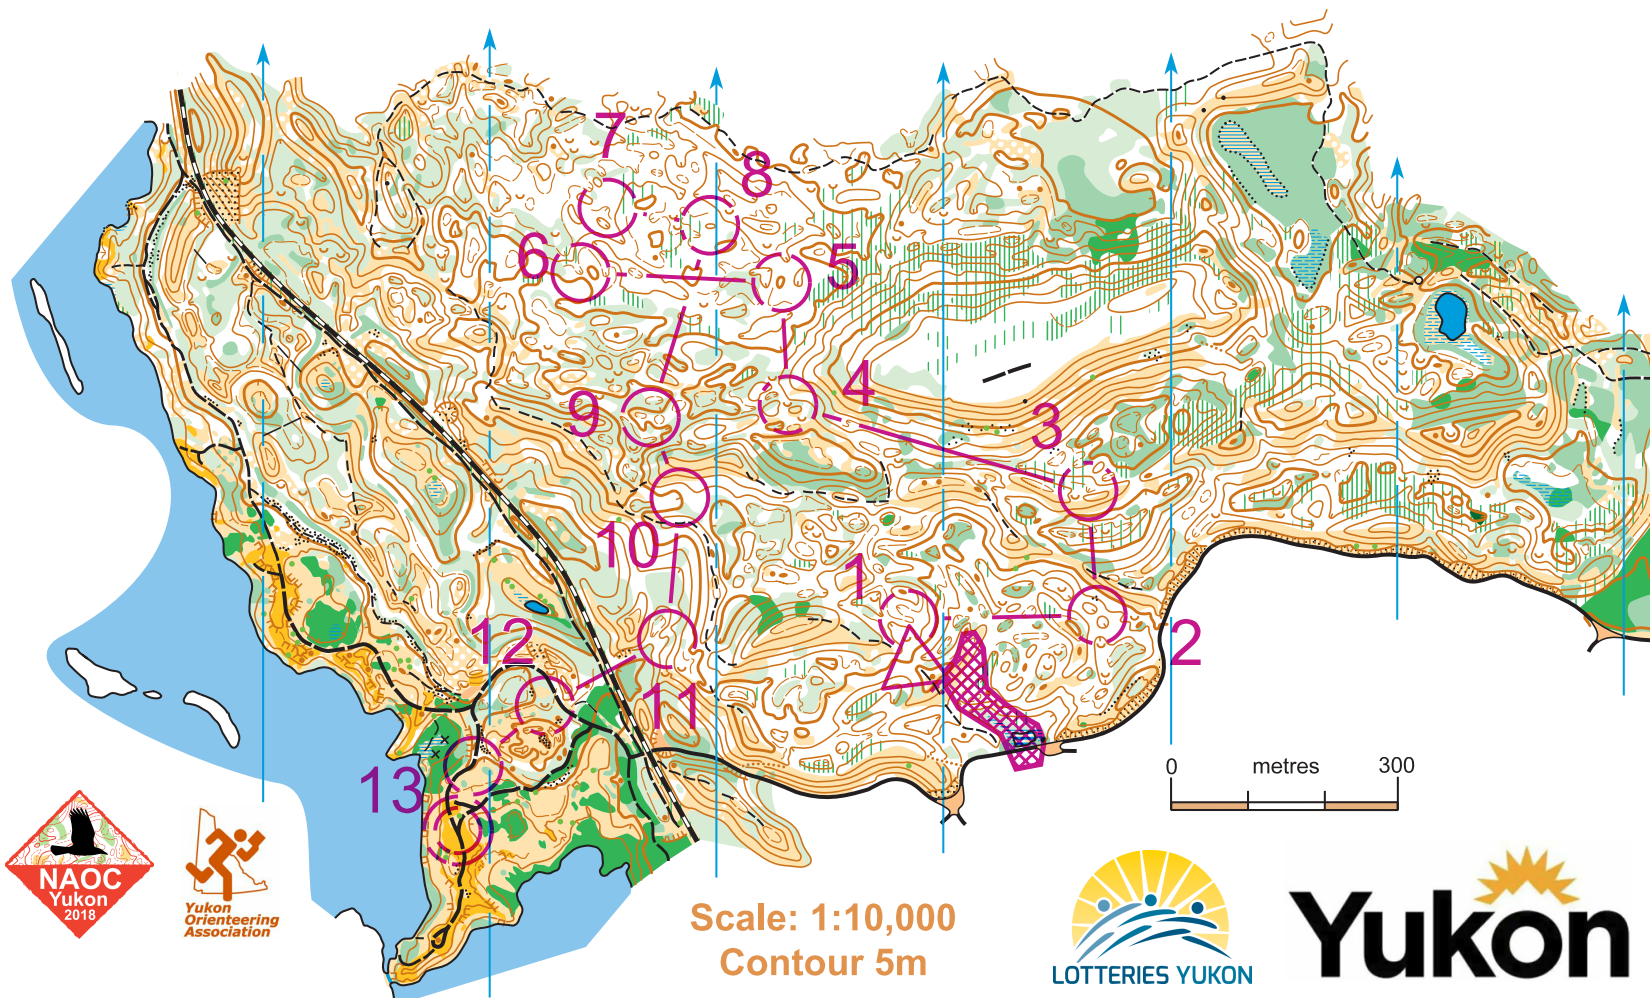 7
8
6
5
4
9
3
10
1
12
2
11
13
0 metres 300
NAOC
Yukon
2018
Yukon
Orienteering
Association
Scale: 1:10,000
Contour 5m
LOTTERIES YUKON
Yukon